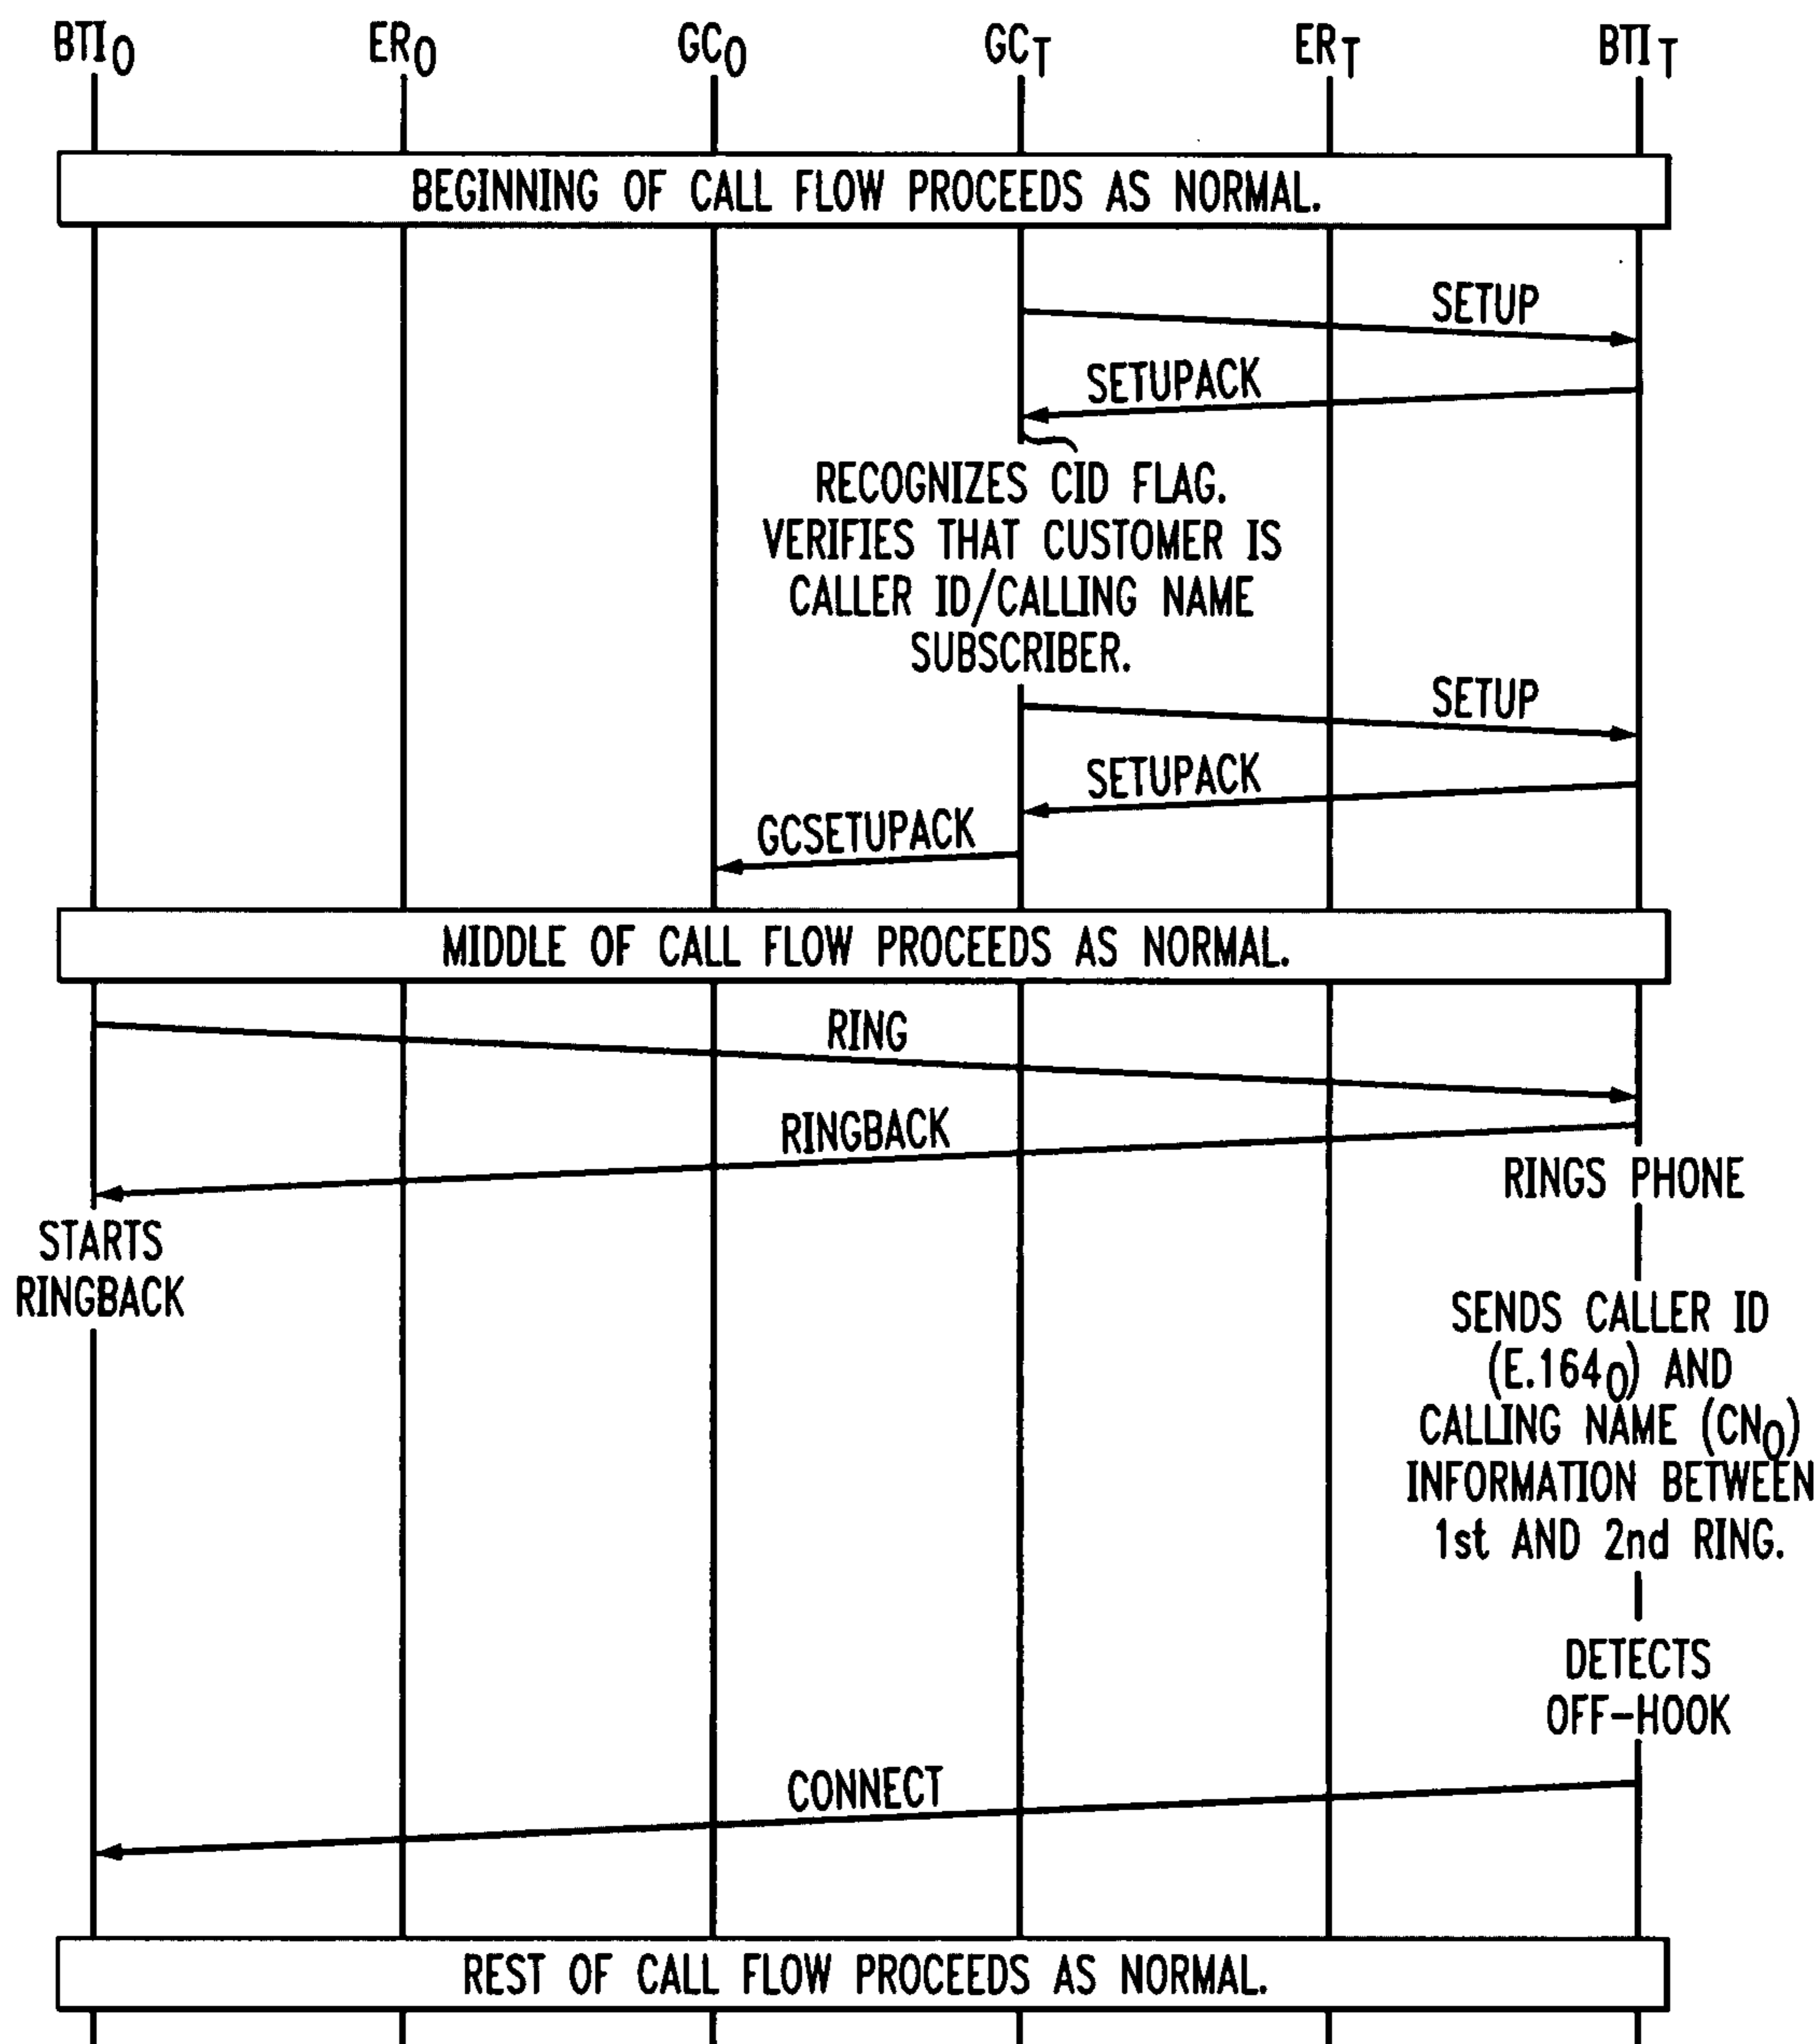 BTIO ERO GCO GCT ERT BTIT
BEGINNING OF CALL FLOW PROCEEDS AS NORMAL.
SETUP
SETUPACK
RECOGNIZES CID FLAG.
VERIFIES THAT CUSTOMER IS
CALLER ID/CALLING NAME
SUBSCRIBER.
SETUP
SETUPACK
GCSETUPACK
MIDDLE OF CALL FLOW PROCEEDS AS NORMAL.
RING
RINGBACK
RINGS PHONE
STARTS
RINGBACK
SENDS CALLER ID
(E.164O) AND
CALLING NAME (CNO)
INFORMATION BETWEEN
1st AND 2nd RING.
DETECTS
OFF-HOOK
CONNECT
REST OF CALL FLOW PROCEEDS AS NORMAL.